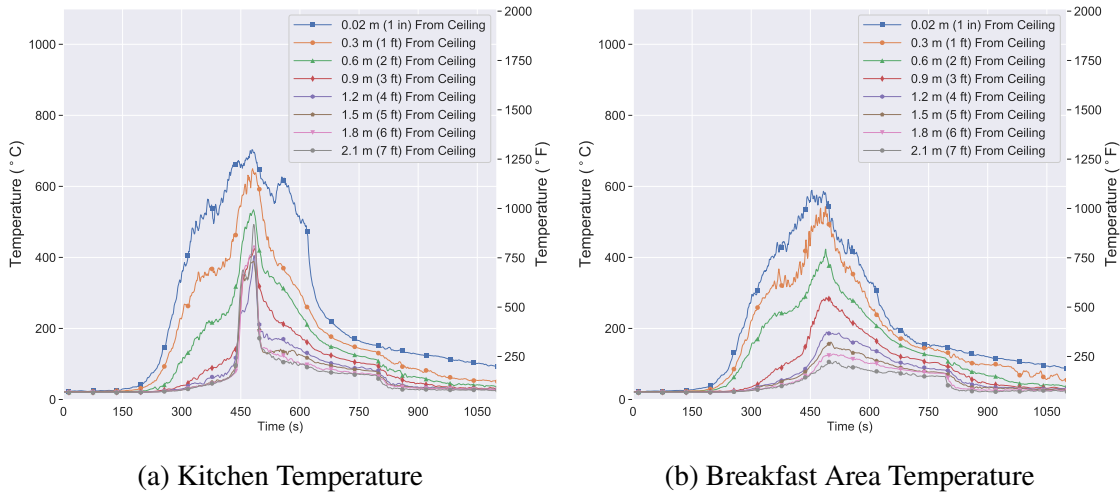 0.02 m (1 in) From Ceiling
0.3 m (1 ft) From Ceiling
0.6 m (2 ft) From Ceiling
0.9 m (3 ft) From Ceiling
1.2 m (4 ft) From Ceiling
1.5 m (5 ft) From Ceiling
1.8 m (6 ft) From Ceiling
2.1 m (7 ft) From Ceiling
Temperature (°C)
1000
800
600
400
200
0
Temperature (°F)
2000
1750
1500
1250
1000
750
500
250
0 150 300 450 600 750 900 1050
Time (s)
(a) Kitchen Temperature
0.02 m (1 in) From Ceiling
0.3 m (1 ft) From Ceiling
0.6 m (2 ft) From Ceiling
0.9 m (3 ft) From Ceiling
1.2 m (4 ft) From Ceiling
1.5 m (5 ft) From Ceiling
1.8 m (6 ft) From Ceiling
2.1 m (7 ft) From Ceiling
Temperature (°C)
1000
800
600
400
200
0
Temperature (°F)
2000
1750
1500
1250
1000
750
500
250
0 150 300 450 600 750 900 1050
Time (s)
(b) Breakfast Area Temperature